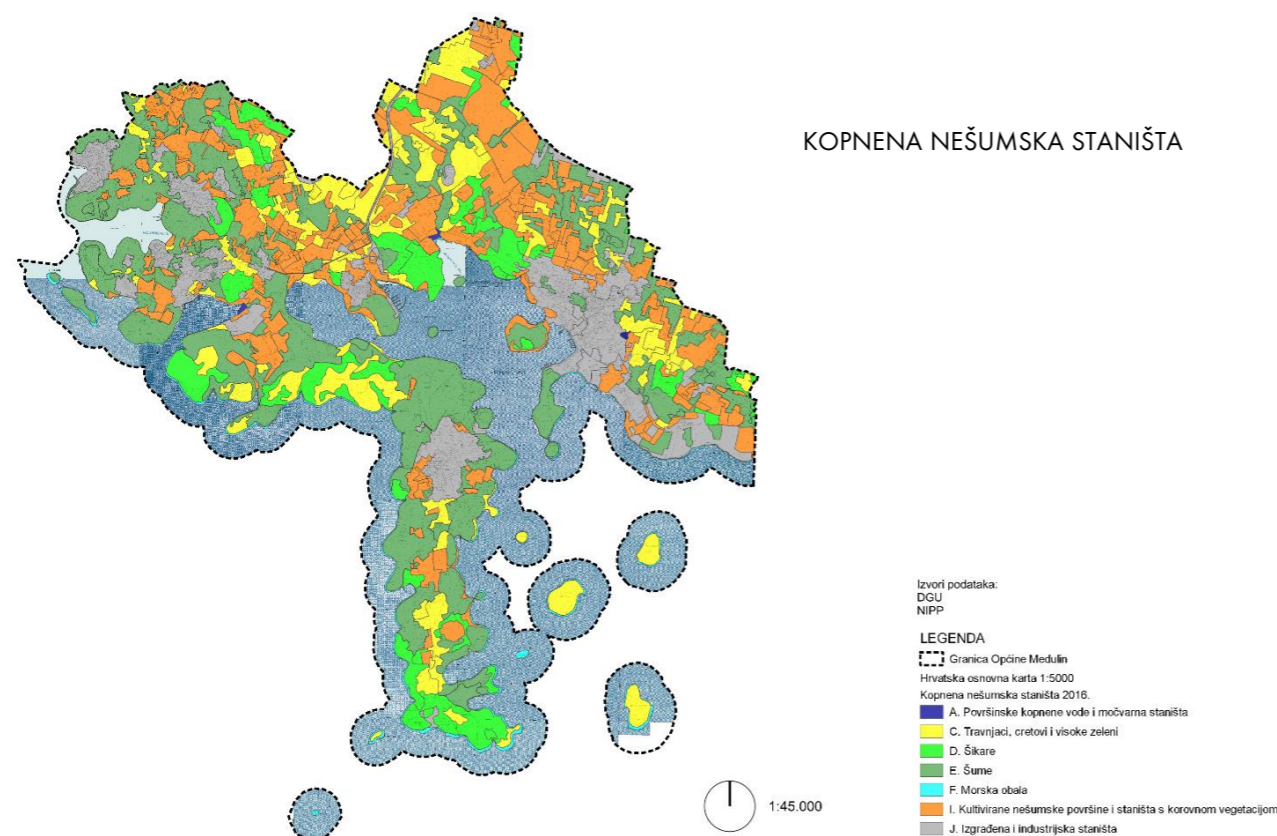 KOPNENA NEŠUMSKA STANIŠTA
Izvori podataka:
DGU
NIPP
LEGENDA
Granica Općine Medulin
Hrvatska osnovna karta 1:5000
Kopnena nešumska staništa 2016.
A. Površinske kopnene vode i močvarna staništa
C. Travnjaci, cretovi i visoke zeleni
D. Šikare
E. Šume
F. Morska obala
I. Kultivirane nešumske površine i staništa s korovnom vegetacijom
J. Izgrađena i industrijska staništa
1:45.000